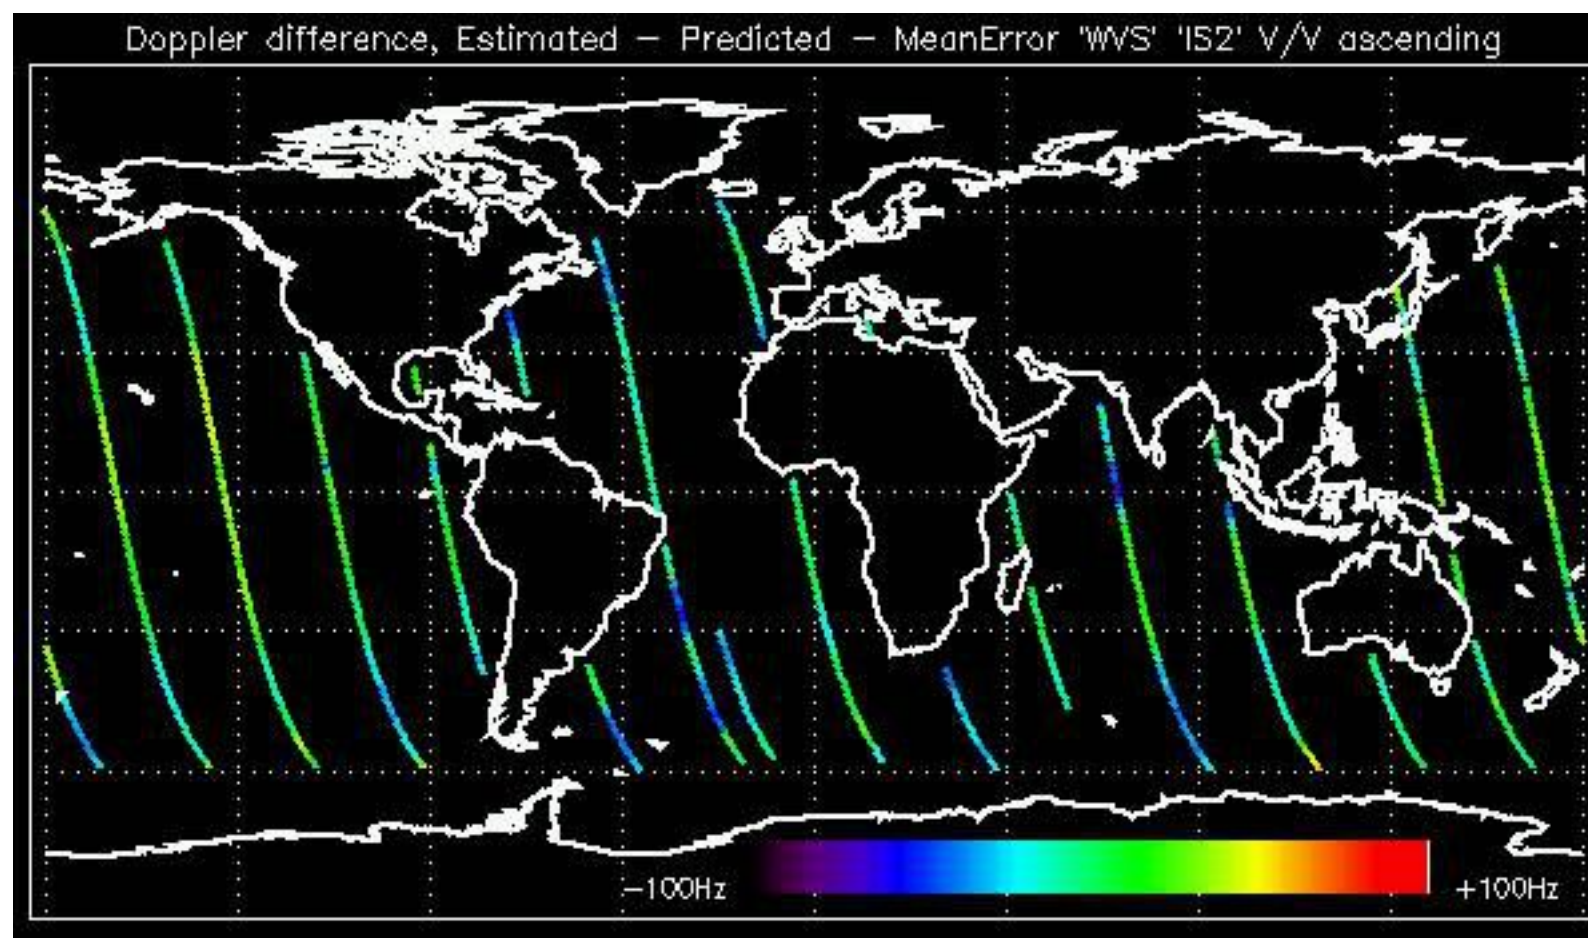 Doppler difference, Estimated – Predicted – MeanError 'WVS' 'IS2' V/V ascending
−100Hz
+100Hz